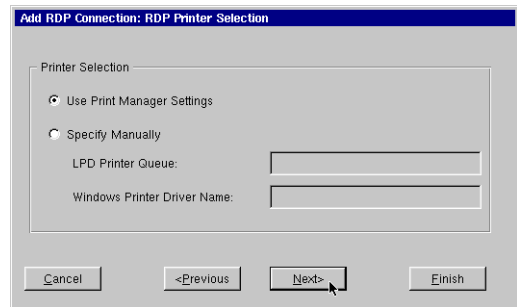 Add RDP Connection: RDP Printer Selection
Printer Selection
Use Print Manager Settings
Specify Manually
LPD Printer Queue:
Windows Printer Driver Name:
Cancel <Previous Next> Finish